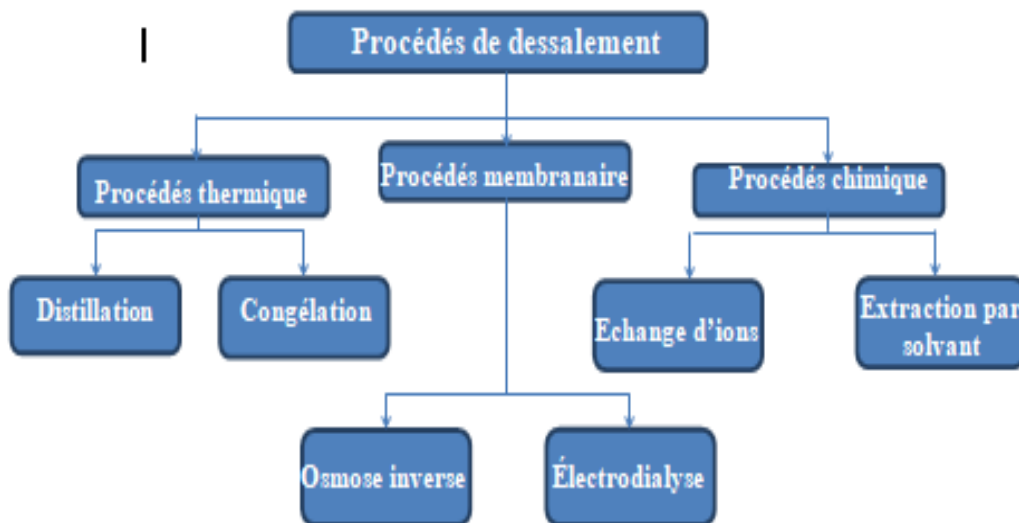 Procédés de dessalement
Procédés thermique
Procédés membranaire
Procédés chimique
Distillation
Congélation
Echange d'ions
Extraction par
solvant
Osmose inverse
Électrodialyse